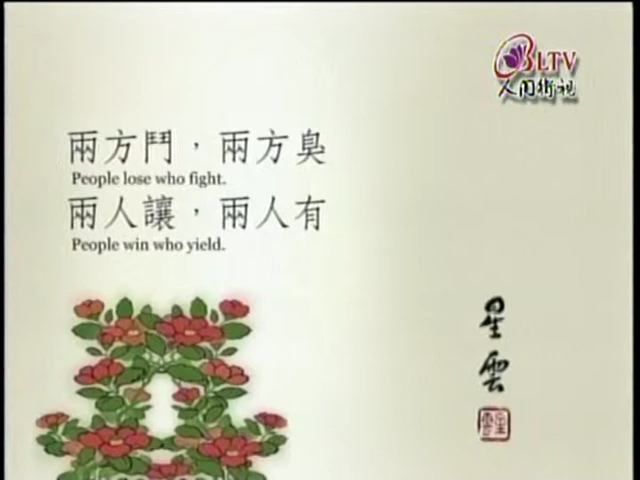 BLTV
人間衛視
兩方鬥，兩方臭
People lose who fight.
兩人讓，兩人有
People win who yield.
星雲